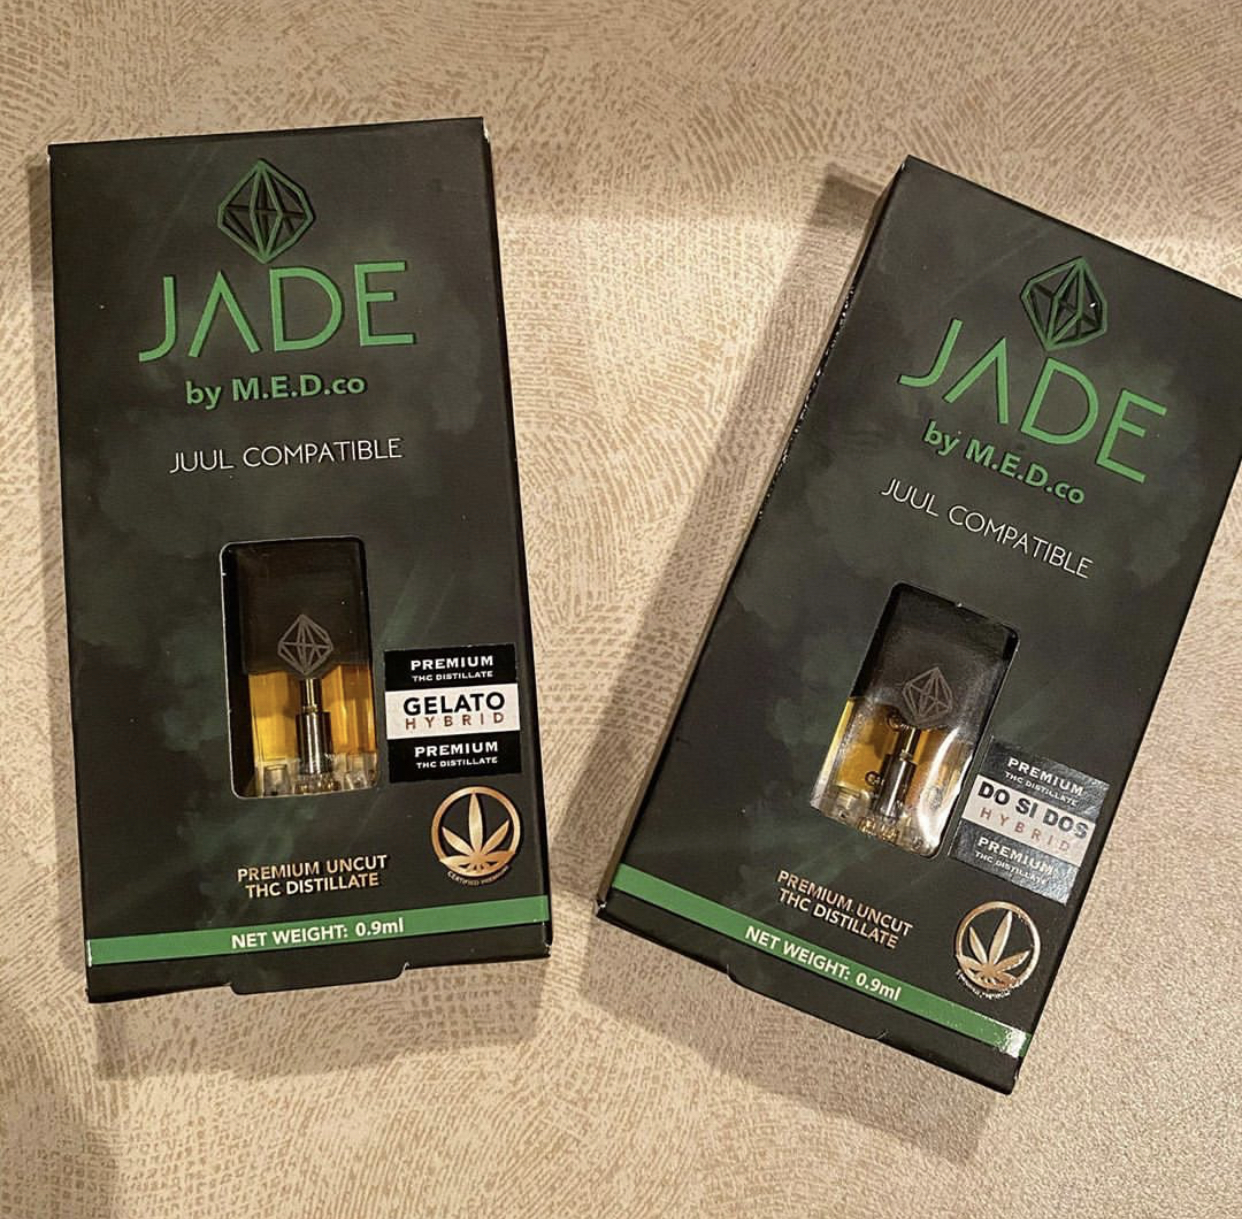 JADE
by M.E.D.co
JUUL COMPATIBLE
PREMIUM
THC DISTILLATE
GELATO
HYBRID
PREMIUM
THC DISTILLATE
PREMIUM UNCUT
THC DISTILLATE
NET WEIGHT: 0.9ml
JADE
by M.E.D.co
JUUL COMPATIBLE
PREMIUM
THC DISTILLATE
DO SI DOS
HYBRID
PREMIUM
THC DISTILLATE
PREMIUM UNCUT
THC DISTILLATE
NET WEIGHT: 0.9ml